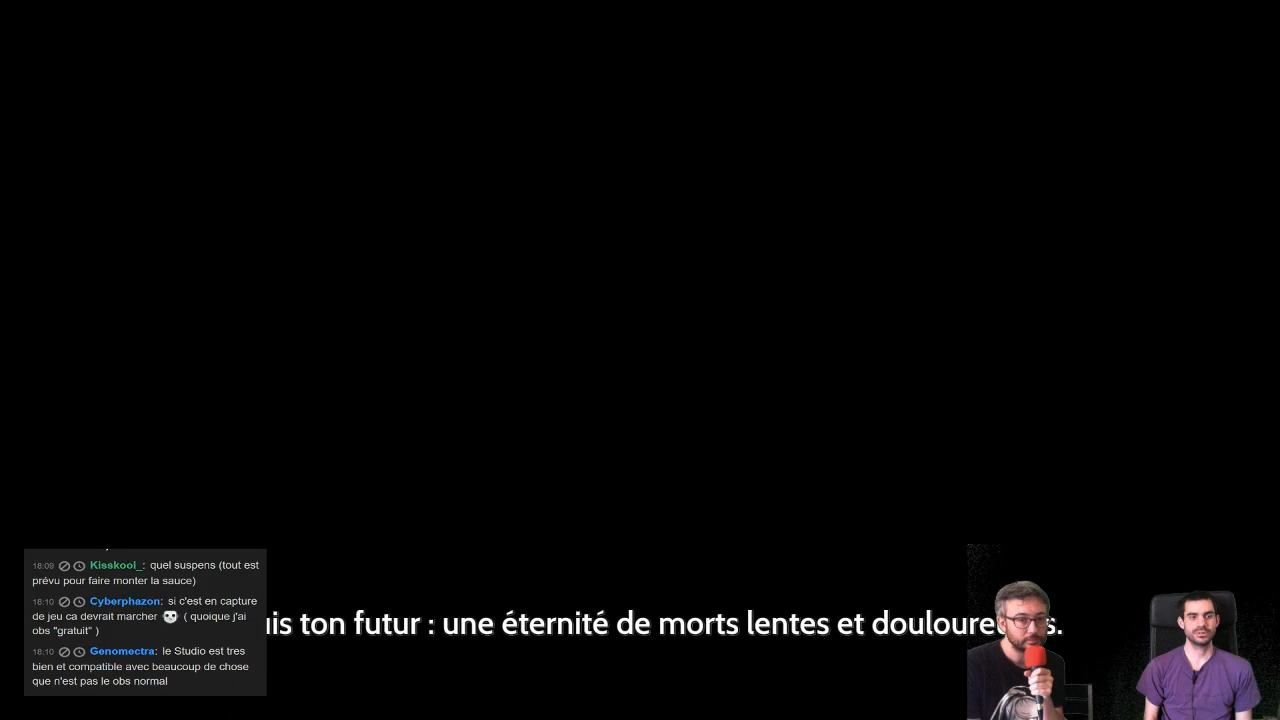 18:09 Kisskool_: quel suspens (tout est
prévu pour faire monter la sauce)
18:10 Cyberphazon: si c'est en capture
de jeu ca devrait marcher ( quoique j'ai
obs "gratuit" )
18:10 Genomectra: le Studio est tres
bien et compatible avec beaucoup de chose
que n'est pas le obs normal
ton futur : une éternité de morts lentes et